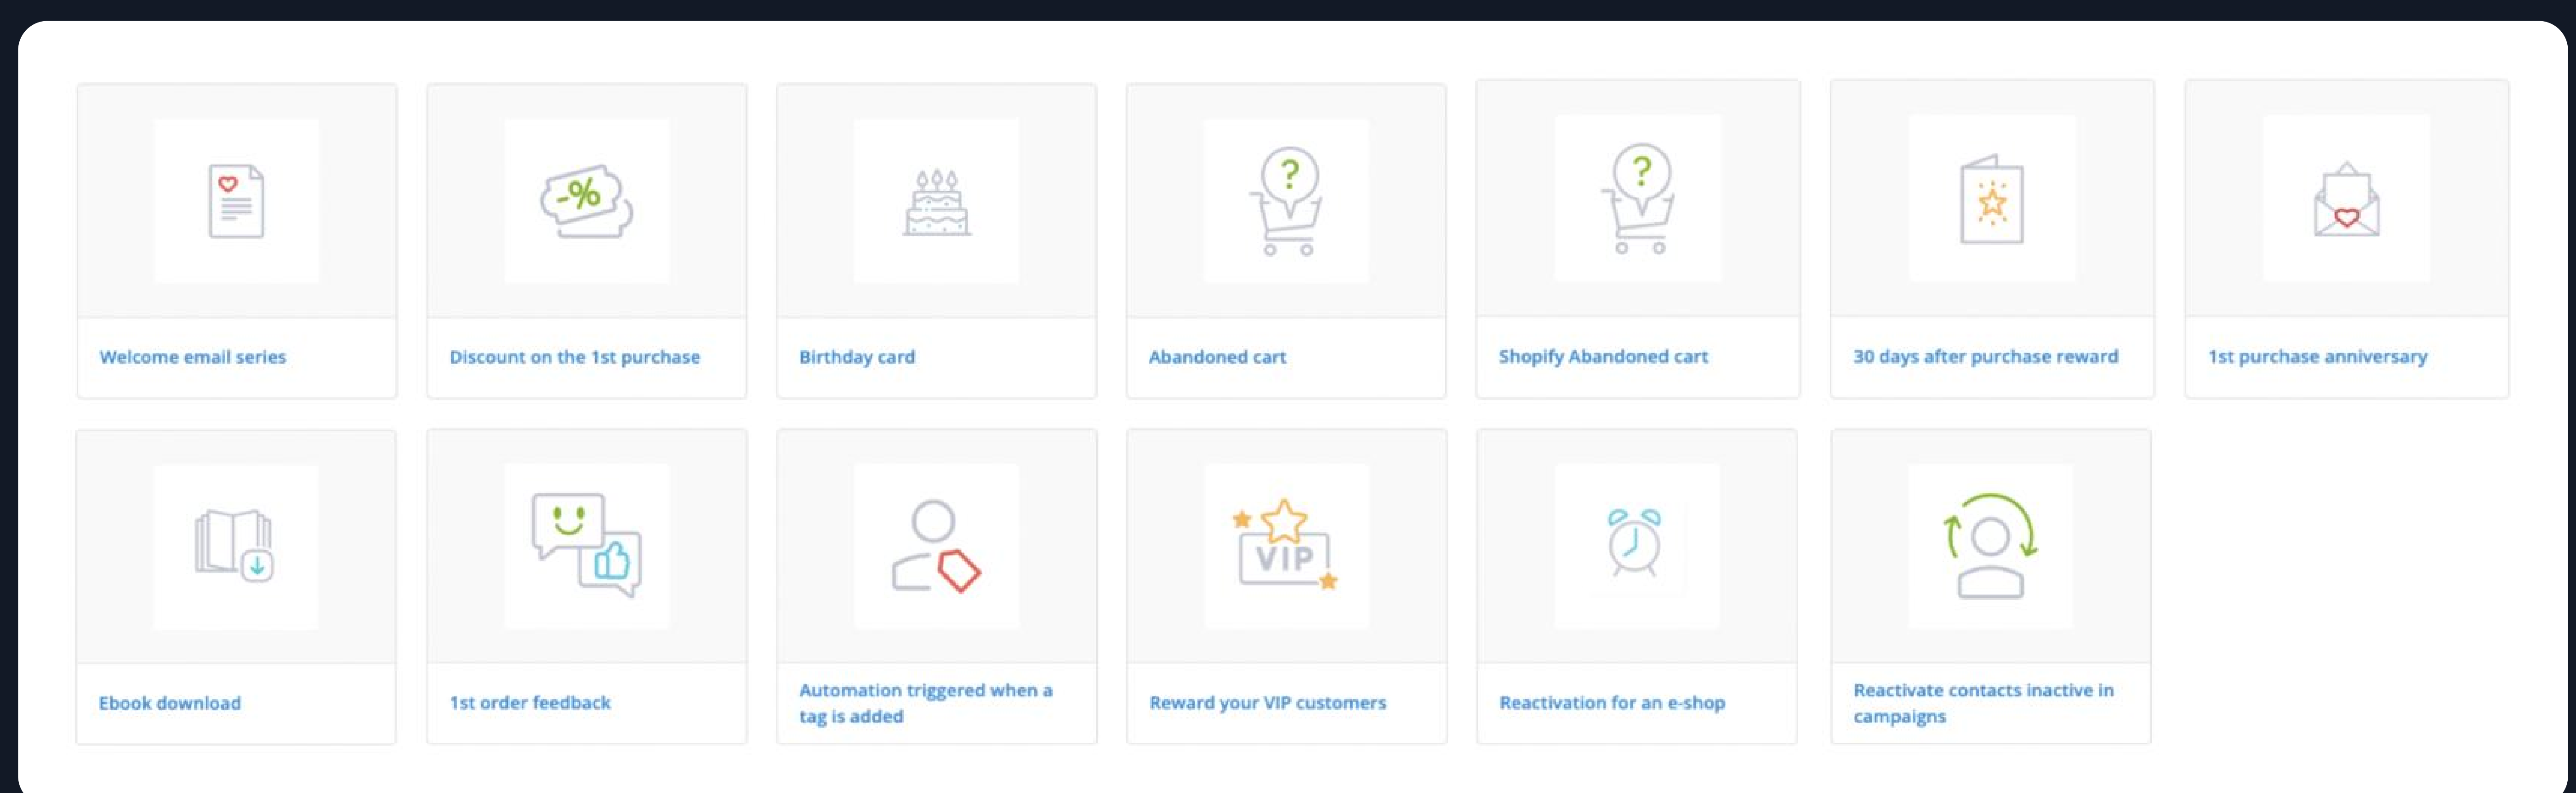 -%
?
?
Welcome email series
Discount on the 1st purchase
Birthday card
Abandoned cart
Shopify Abandoned cart
30 days after purchase reward
1st purchase anniversary
VIP
Ebook download
1st order feedback
Automation triggered when a
tag is added
Reward your VIP customers
Reactivation for an e-shop
Reactivate contacts inactive in
campaigns